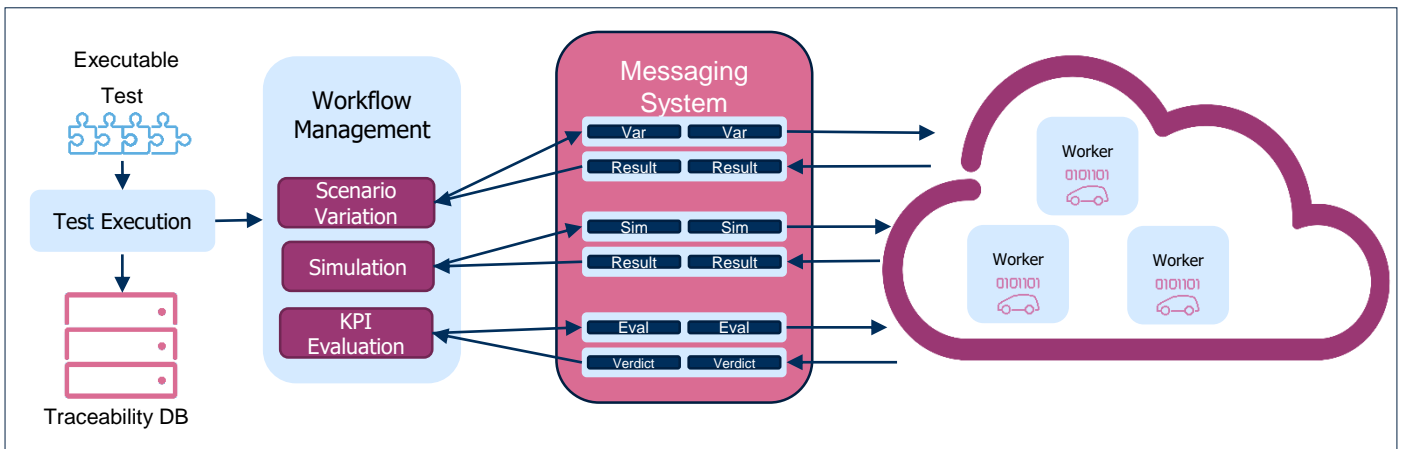 Executable
Test
Test Execution
Traceability DB
Workflow
Management
Scenario
Variation
Simulation
KPI
Evaluation
Messaging
System
Var Var
Result Result
Sim Sim
Result Result
Eval Eval
Verdict Verdict
Worker
0101101
Worker
0101101
Worker
0101101